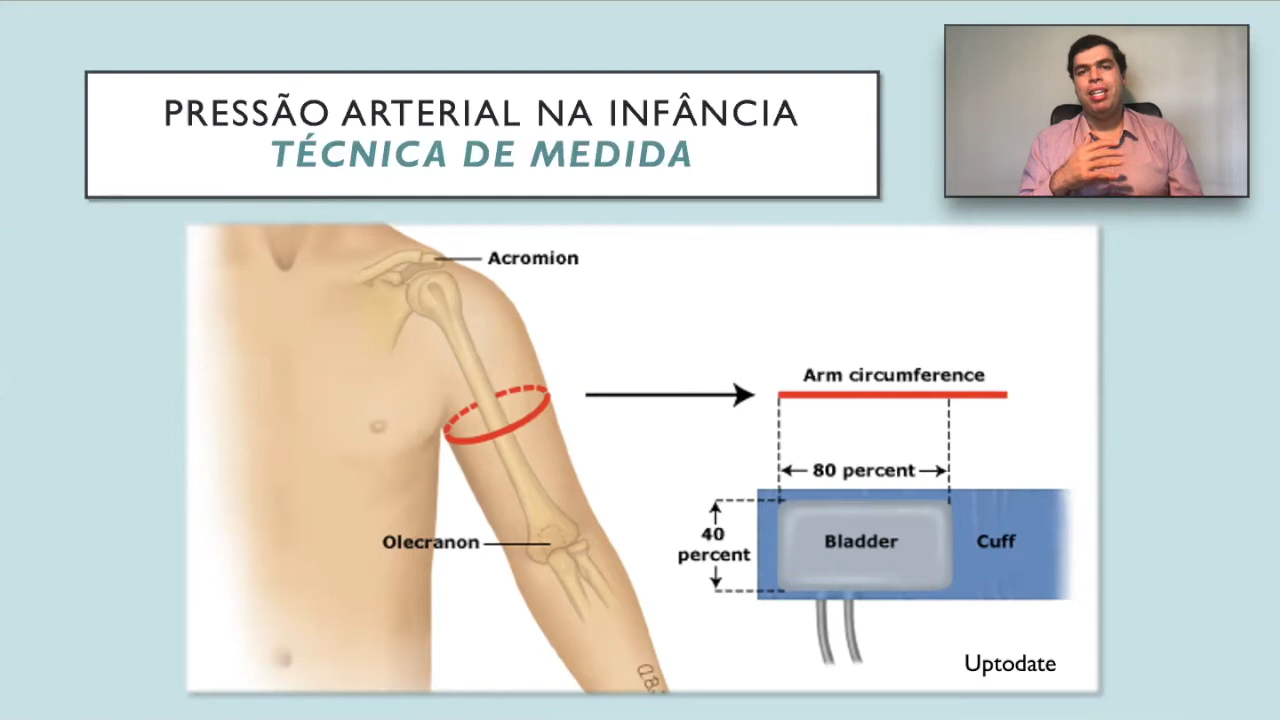 PRESSÃO ARTERIAL NA INFÂNCIA
TÉCNICA DE MEDIDA
Acromion
Arm circumference
80 percent
40
percent
Bladder
Cuff
Olecranon
Uptodate